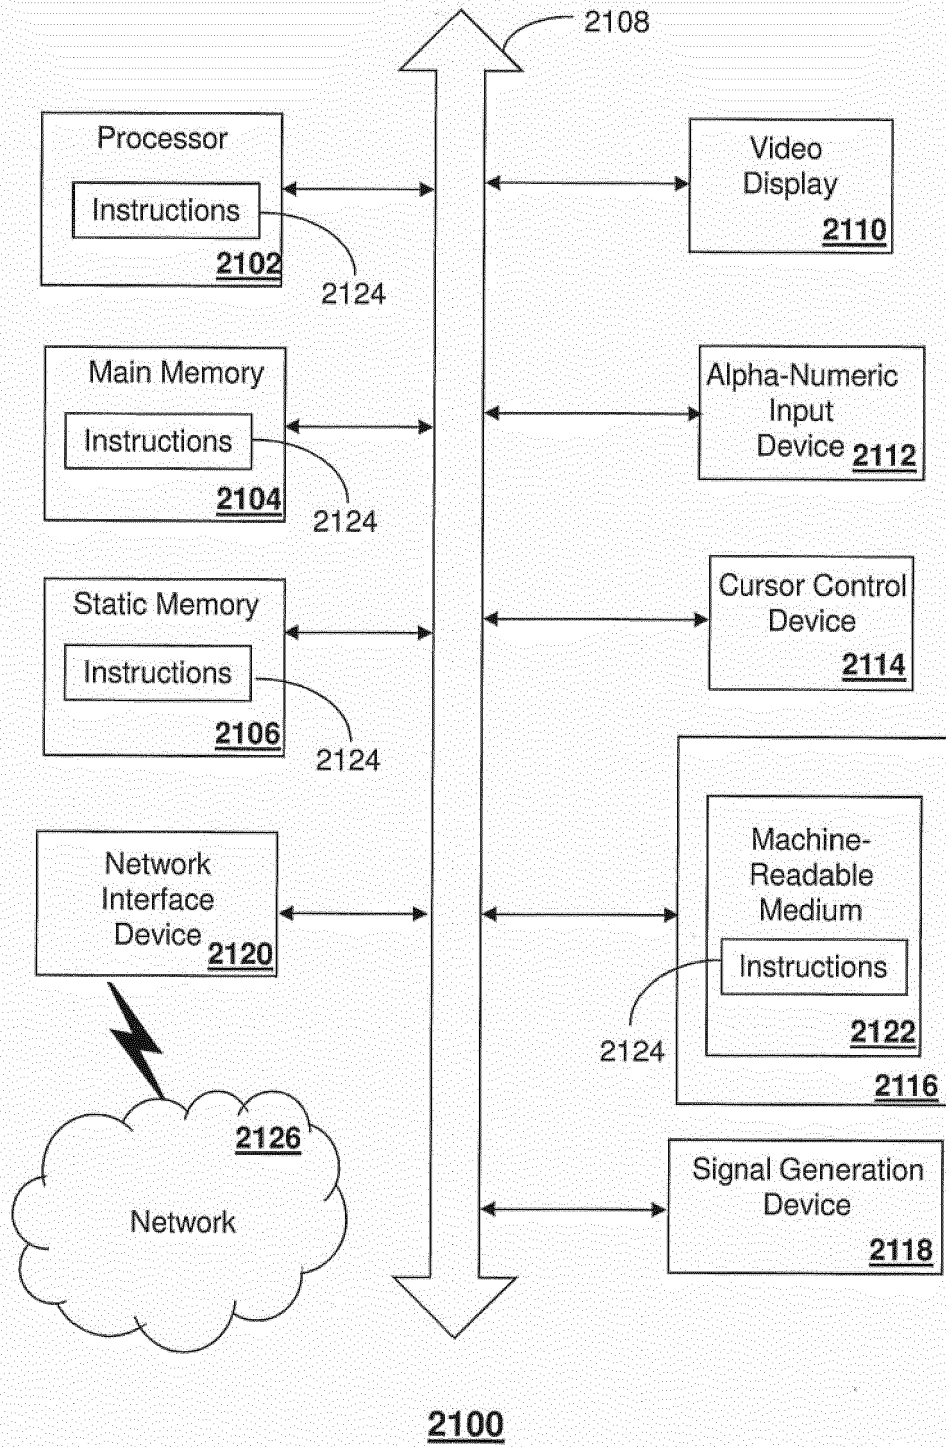 2108
Processor
Instructions
2102
2124
Main Memory
Instructions
2104
2124
Static Memory
Instructions
2106
2124
Network
Interface
Device
2120
2126
Network
Video
Display
2110
Alpha-Numeric
Input
Device
2112
Cursor Control
Device
2114
Machine-
Readable
Medium
Instructions
2122
2124
2116
Signal Generation
Device
2118
2100